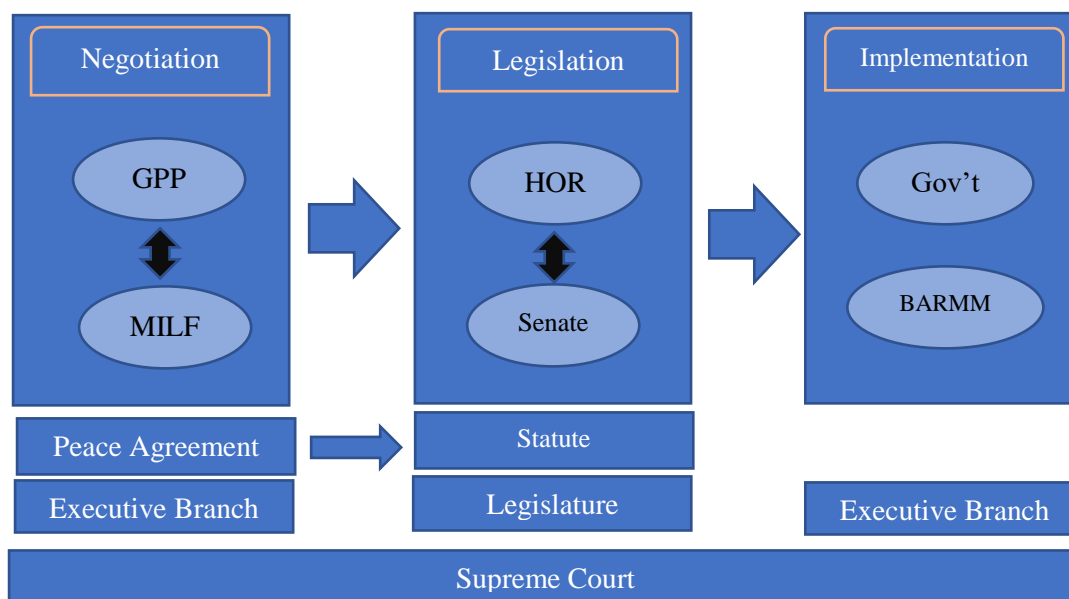 Negotiation
GPP
MILF
Peace Agreement
Executive Branch
Legislation
HOR
Senate
Statute
Legislature
Implementation
Gov’t
BARMM
Executive Branch
Supreme Court